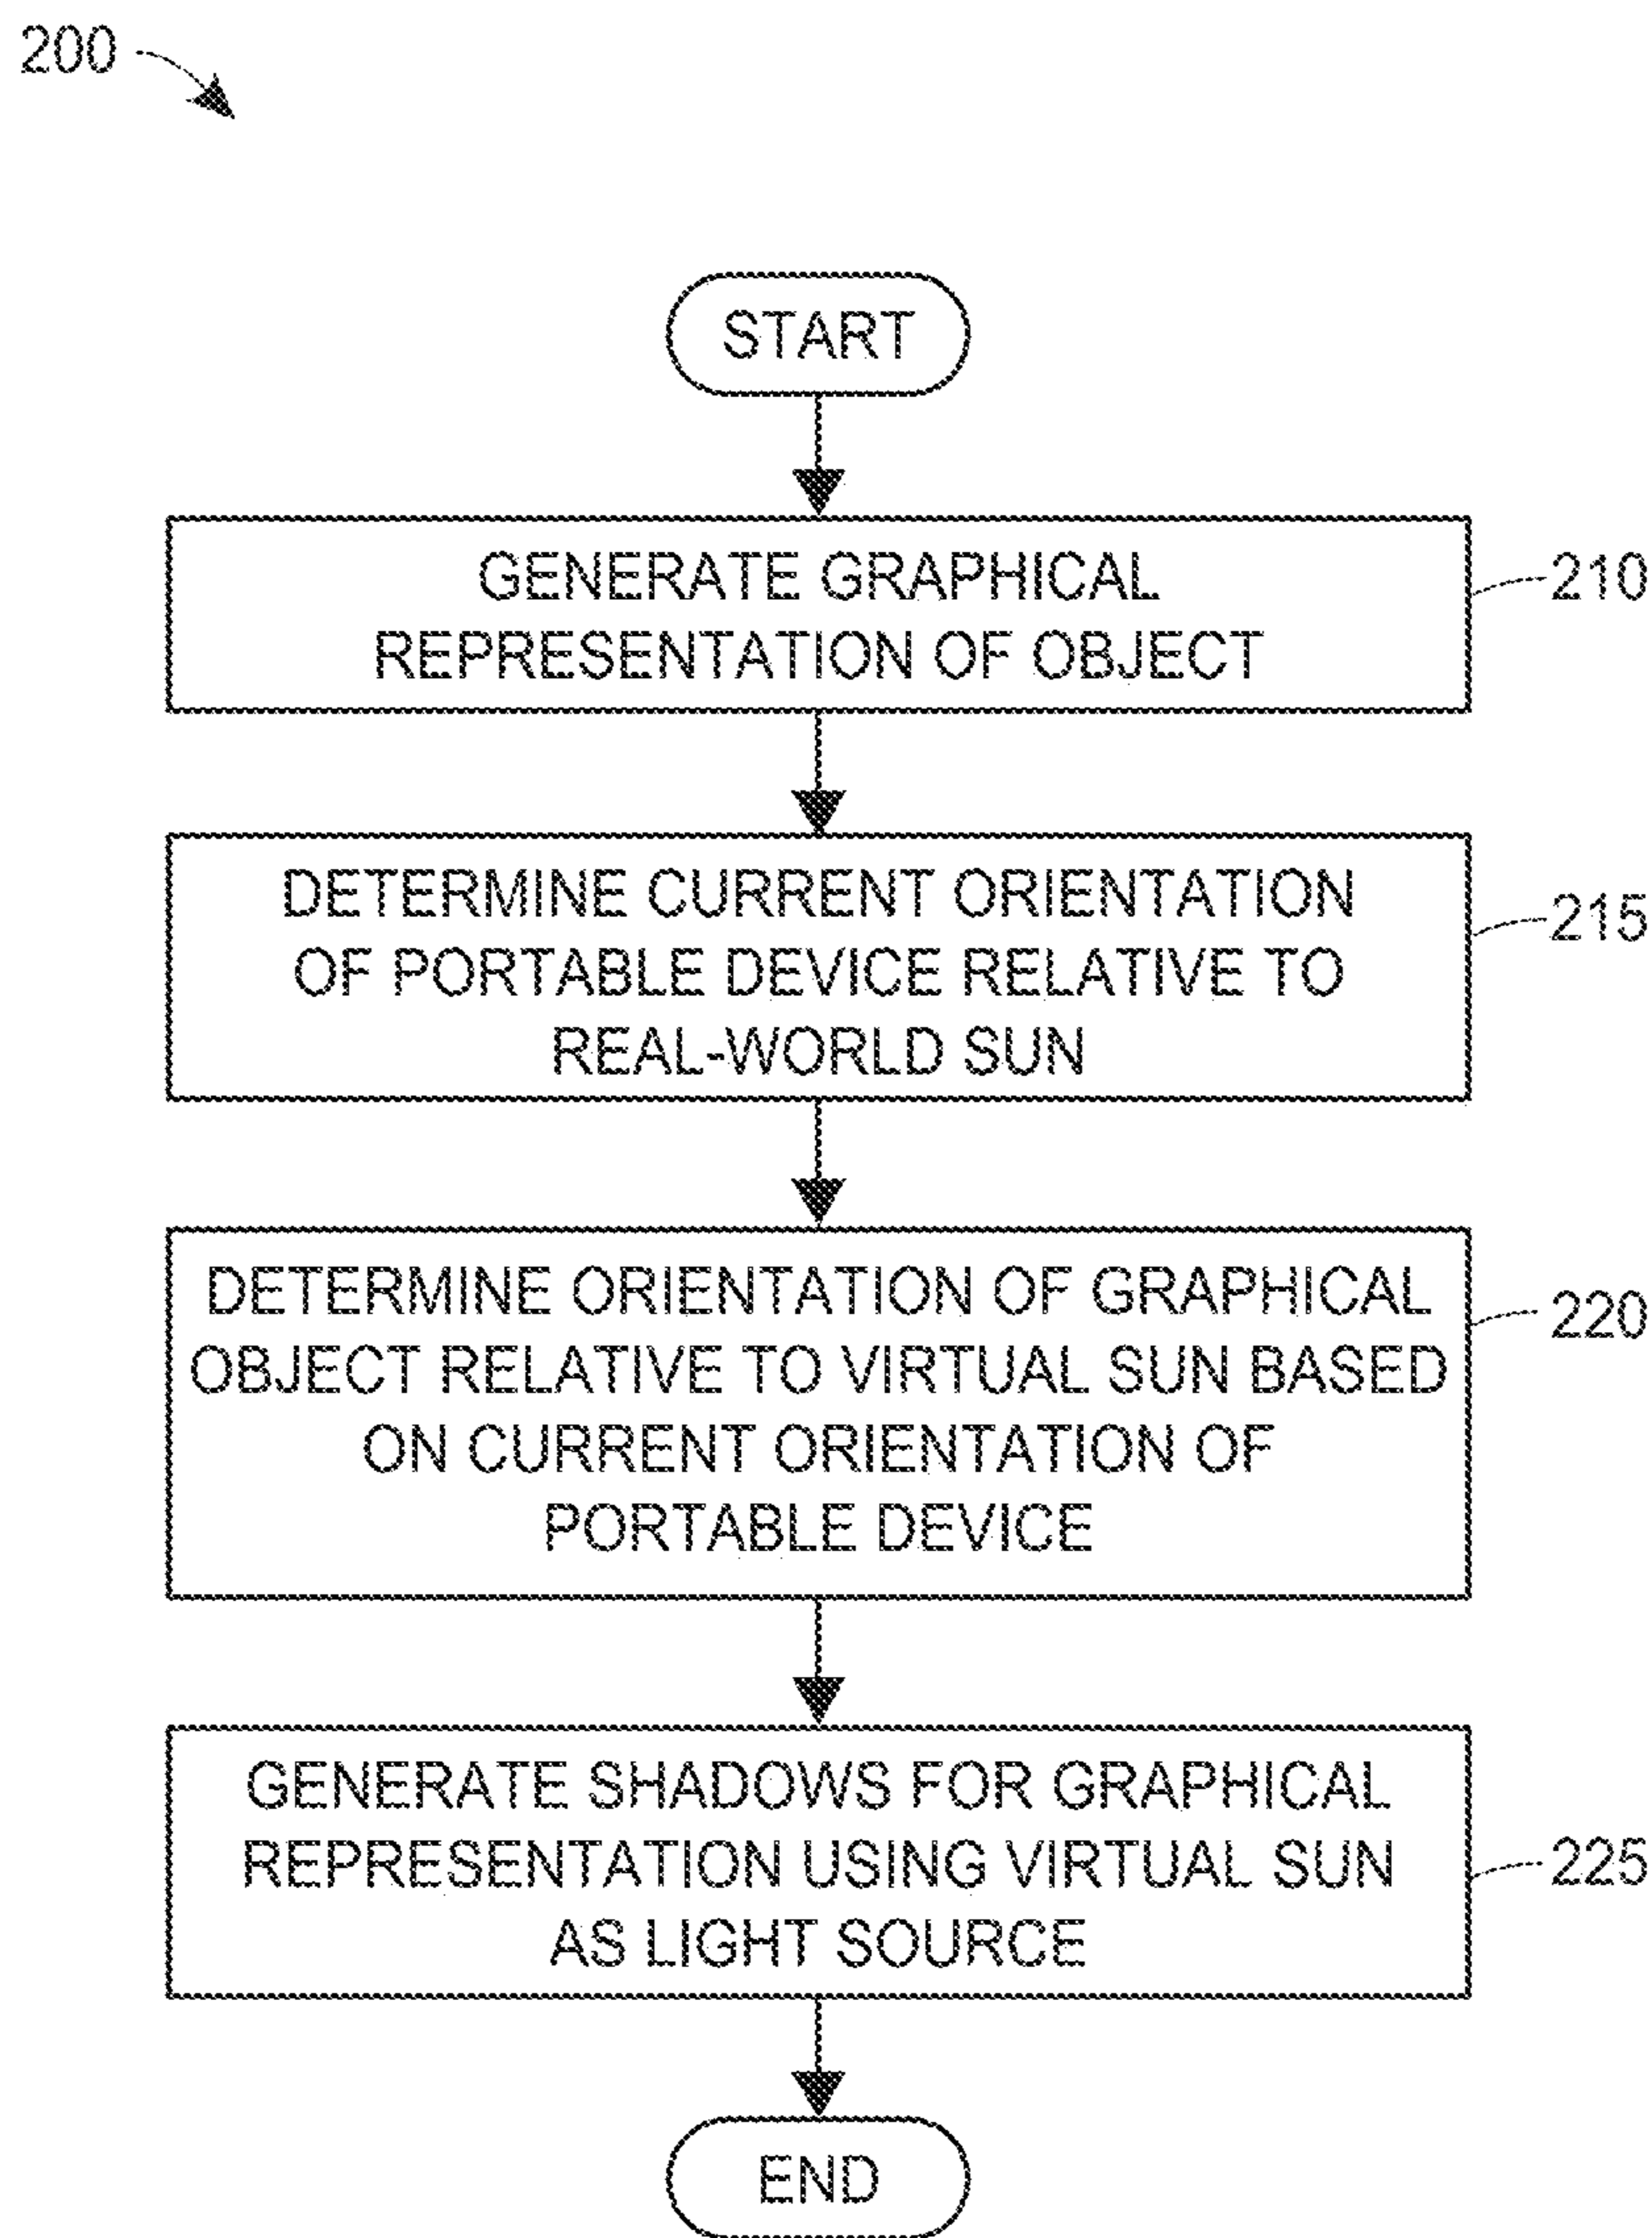 200
START
GENERATE GRAPHICAL
REPRESENTATION OF OBJECT
210
DETERMINE CURRENT ORIENTATION
OF PORTABLE DEVICE RELATIVE TO
REAL-WORLD SUN
215
DETERMINE ORIENTATION OF GRAPHICAL
OBJECT RELATIVE TO VIRTUAL SUN BASED
ON CURRENT ORIENTATION OF
PORTABLE DEVICE
220
GENERATE SHADOWS FOR GRAPHICAL
REPRESENTATION USING VIRTUAL SUN
AS LIGHT SOURCE
225
END